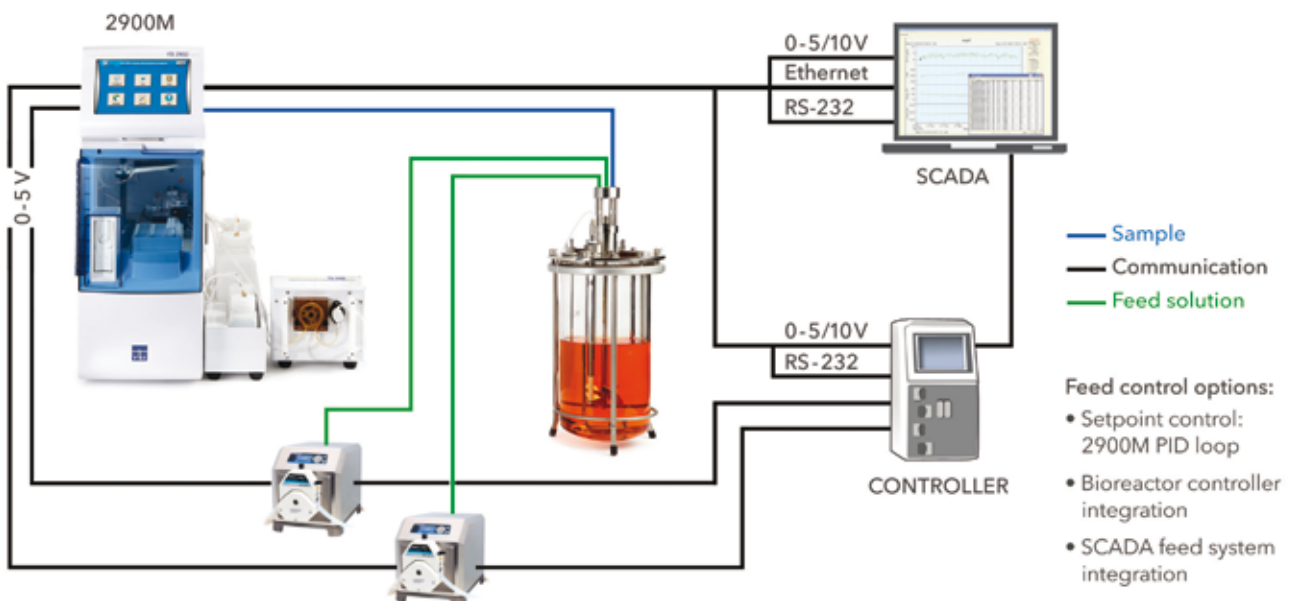 2900M
0-5/10V
Ethernet
RS-232
SCADA
0-5 V
Sample
Communication
Feed solution
0-5/10V
RS-232
CONTROLLER
Feed control options:
• Setpoint control:
2900M PID loop
• Bioreactor controller
integration
• SCADA feed system
integration